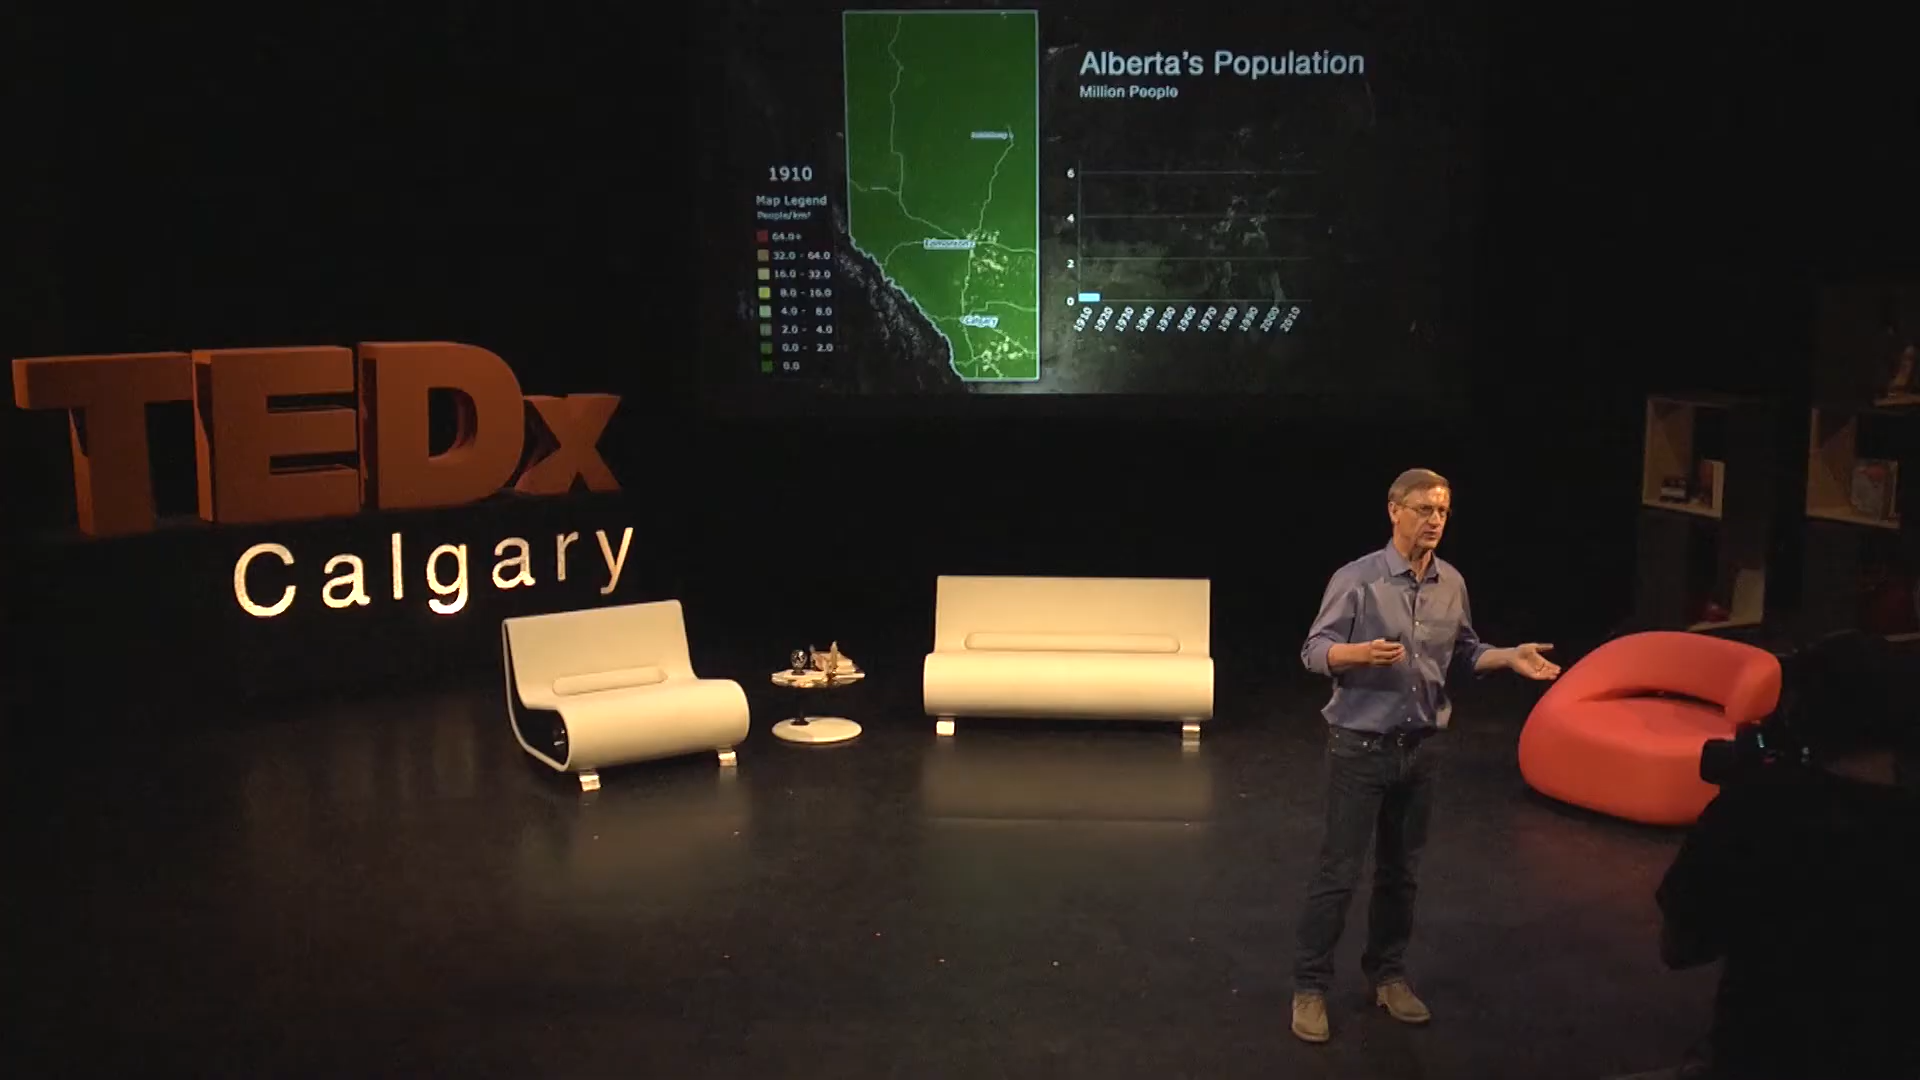 TEDx
Calgary
1910
Map Legend
People/km²
64.0+
32.0 - 64.0
16.0 - 32.0
8.0 - 16.0
4.0 - 8.0
2.0 - 4.0
0.0 - 2.0
0.0
Edmonton
Calgary
Alberta's Population
Million People
6
4
2
0
1910 1920 1930 1940 1950 1960 1970 1980 1990 2000 2010